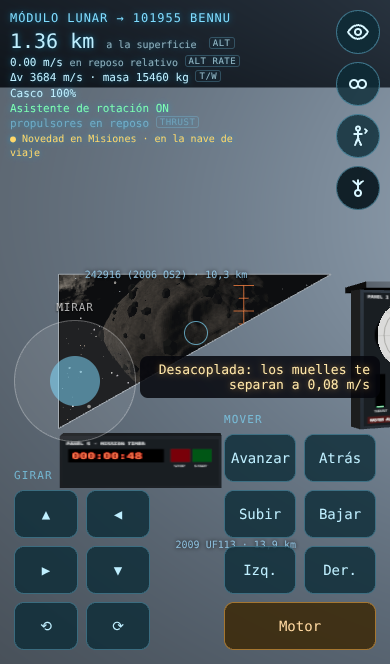 MÓDULO LUNAR → 101955 BENNU
1.36 km a la superficie ALT
0.00 m/s en reposo relativo ALT RATE
Δv 3684 m/s · masa 15460 kg T/W
Casco 100%
Asistente de rotación ON
propulsores en reposo THRUST
● Novedad en Misiones · en la nave de
viaje
242916 (2006 OS2) · 10,3 km
MIRAR
Desacoplada: los muelles te
separan a 0,08 m/s
MOVER
000:00:48
GIRAR
Avanzar
Atrás
Subir
Bajar
2009 UF113 · 13,9 km
Izq.
Der.
Motor